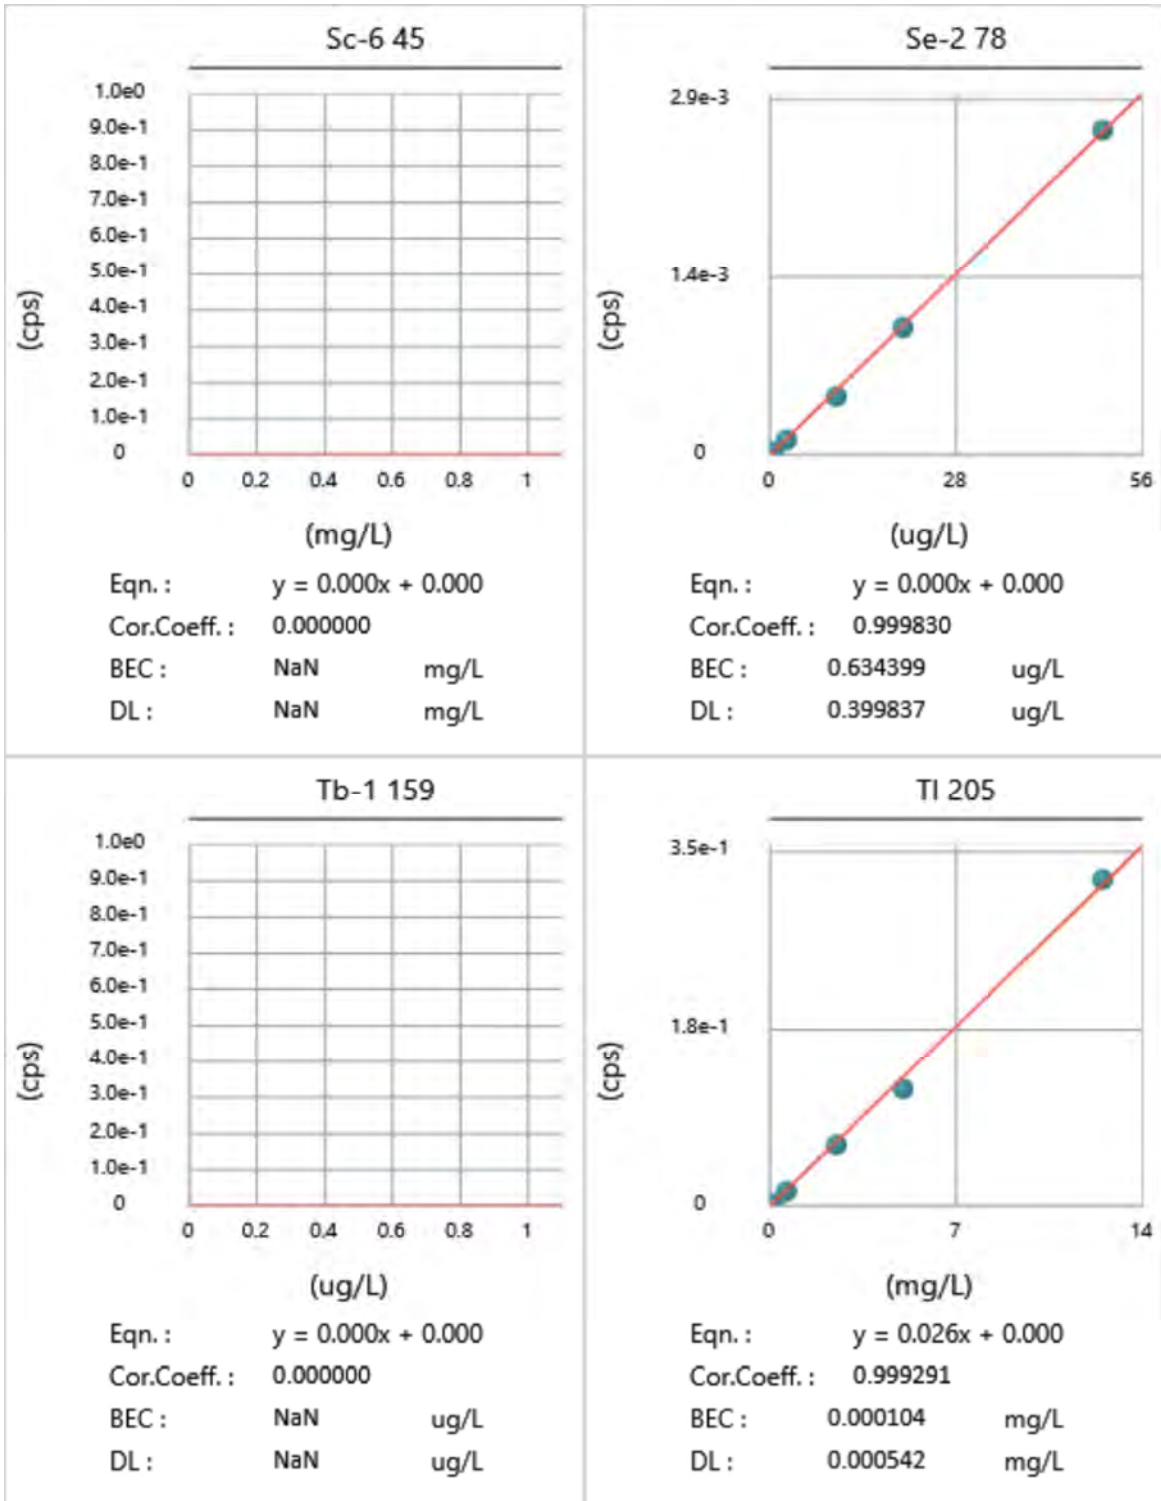 Sc-6 45
1.0e0
9.0e-1
8.0e-1
7.0e-1
6.0e-1
5.0e-1
4.0e-1
3.0e-1
2.0e-1
1.0e-1
0
(cps)
0 0.2 0.4 0.6 0.8 1
(mg/L)
Eqn. : y = 0.000x + 0.000
Cor.Coeff. : 0.000000
BEC : NaN mg/L
DL : NaN mg/L
Se-2 78
2.9e-3
1.4e-3
0
(cps)
0 28 56
(ug/L)
Eqn. : y = 0.000x + 0.000
Cor.Coeff. : 0.999830
BEC : 0.634399 ug/L
DL : 0.399837 ug/L
Tb-1 159
1.0e0
9.0e-1
8.0e-1
7.0e-1
6.0e-1
5.0e-1
4.0e-1
3.0e-1
2.0e-1
1.0e-1
0
(cps)
0 0.2 0.4 0.6 0.8 1
(ug/L)
Eqn. : y = 0.000x + 0.000
Cor.Coeff. : 0.000000
BEC : NaN ug/L
DL : NaN ug/L
Tl 205
3.5e-1
1.8e-1
0
(cps)
0 7 14
(mg/L)
Eqn. : y = 0.026x + 0.000
Cor.Coeff. : 0.999291
BEC : 0.000104 mg/L
DL : 0.000542 mg/L